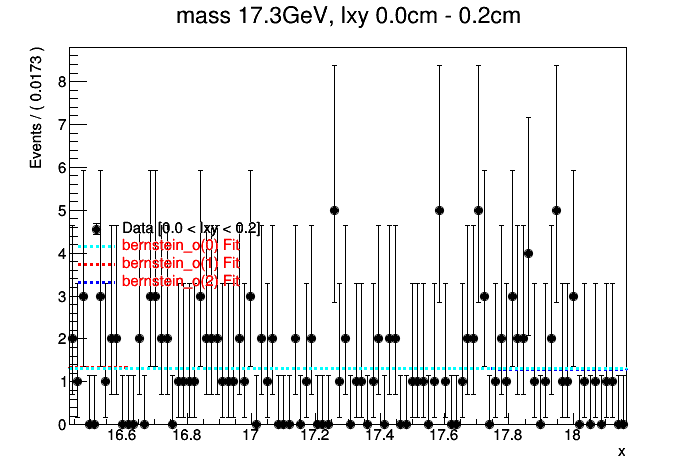 mass 17.3GeV, lxy 0.0cm - 0.2cm
Events / ( 0.0173 )
8
7
6
5
4
3
2
1
0
Data [0.0 < lxy < 0.2]
bernstein_o(0) Fit
bernstein_o(1) Fit
bernstein_o(2) Fit
16.6 16.8 17 17.2 17.4 17.6 17.8 18
x